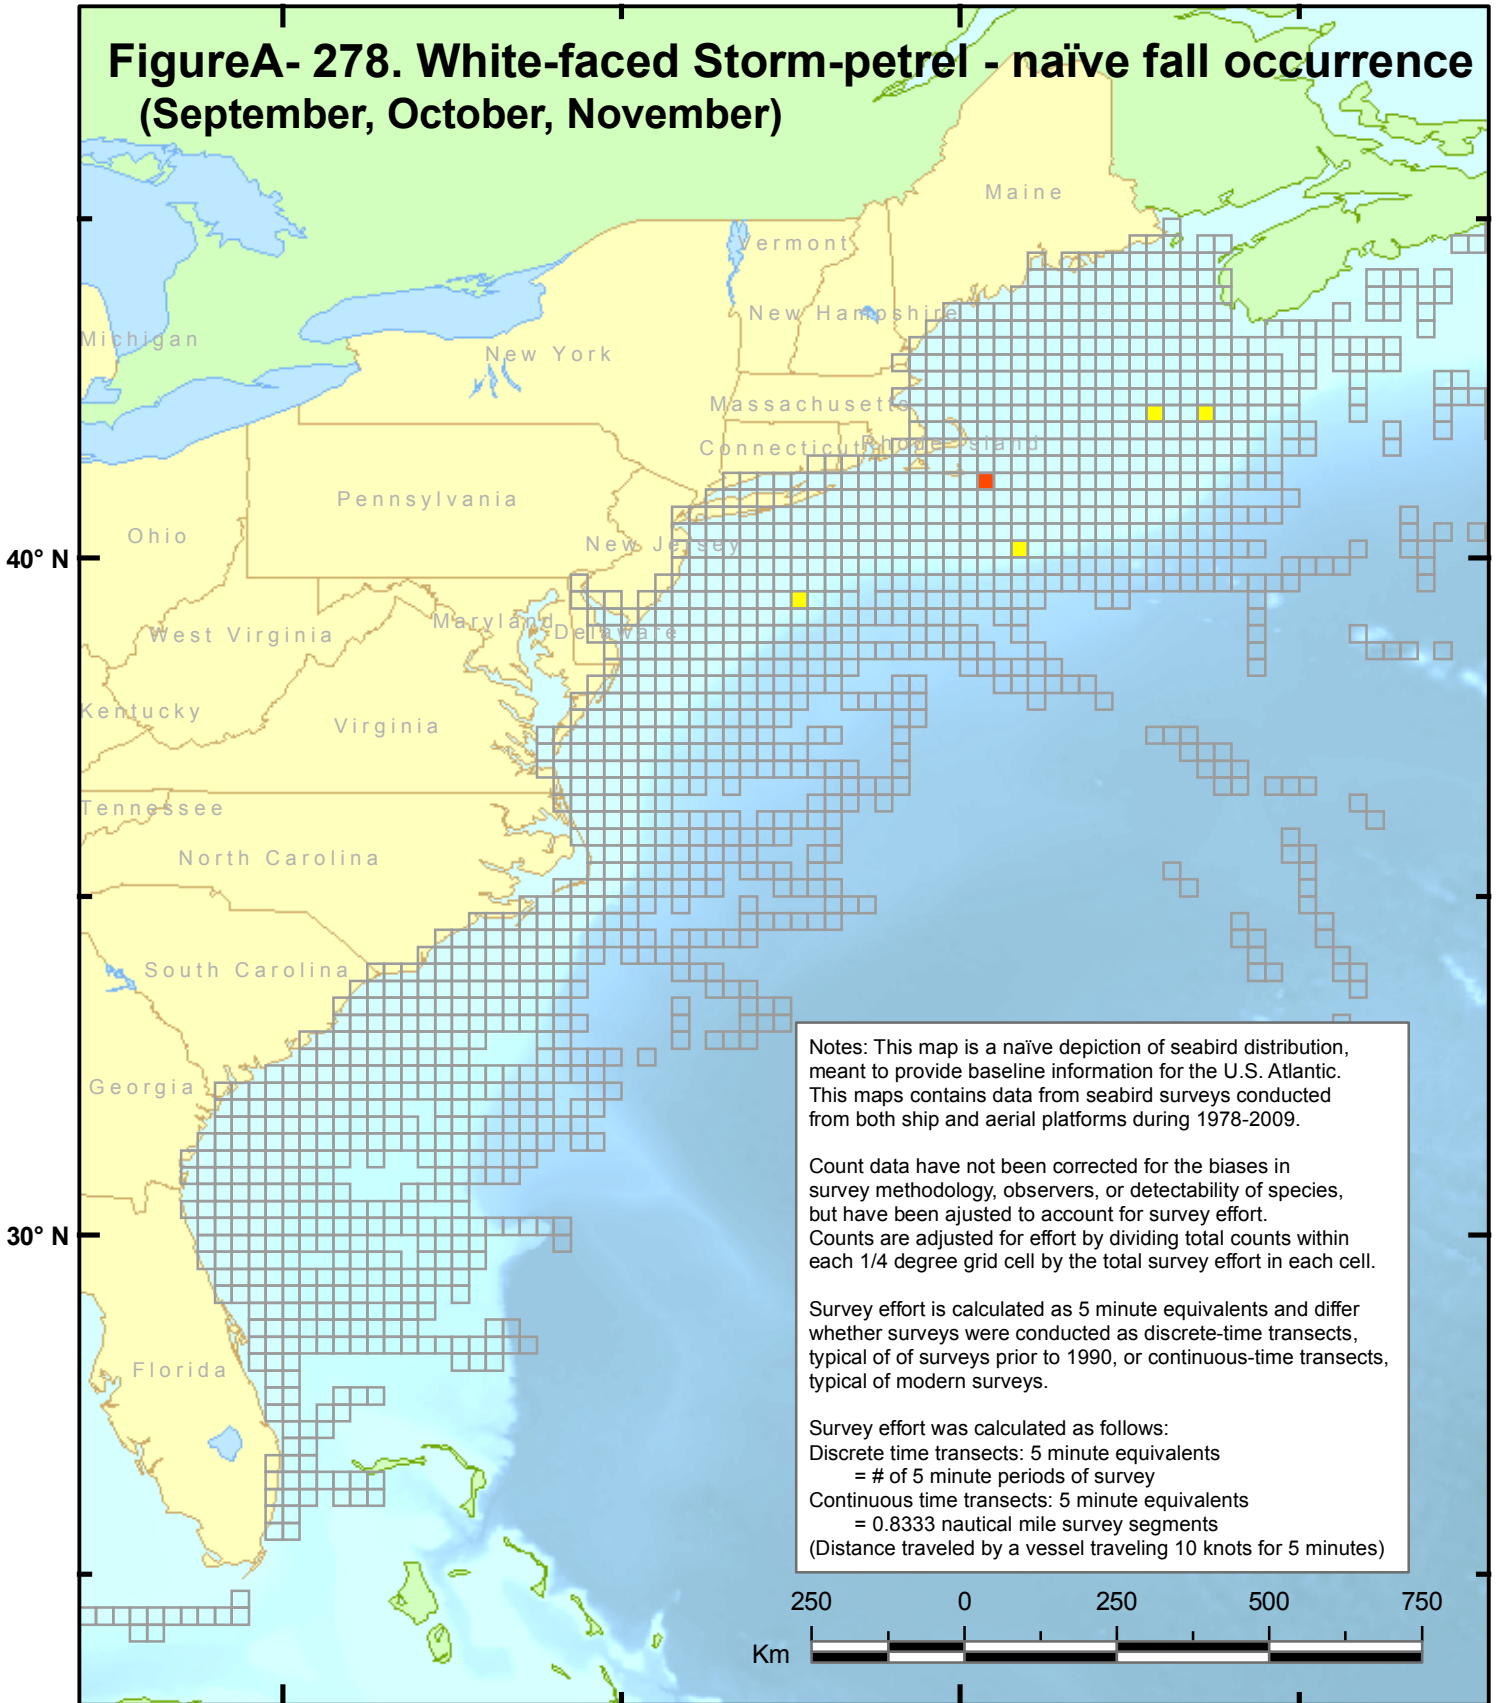 FigureA- 278. White-faced Storm-petrel - naïve fall occurrence
(September, October, November)
Maine
Vermont
New Hampshire
Michigan
New York
Massachusetts
Connecticut
Rhode Island
Pennsylvania
Ohio
New Jersey
40° N
West Virginia
Maryland
Delaware
Kentucky
Virginia
Tennessee
North Carolina
South Carolina
Georgia
30° N
Florida
Notes: This map is a naïve depiction of seabird distribution,
meant to provide baseline information for the U.S. Atlantic.
This maps contains data from seabird surveys conducted
from both ship and aerial platforms during 1978-2009.
Count data have not been corrected for the biases in
survey methodology, observers, or detectability of species,
but have been ajusted to account for survey effort.
Counts are adjusted for effort by dividing total counts within
each 1/4 degree grid cell by the total survey effort in each cell.
Survey effort is calculated as 5 minute equivalents and differ
whether surveys were conducted as discrete-time transects,
typical of of surveys prior to 1990, or continuous-time transects,
typical of modern surveys.
Survey effort was calculated as follows:
Discrete time transects: 5 minute equivalents
= # of 5 minute periods of survey
Continuous time transects: 5 minute equivalents
= 0.8333 nautical mile survey segments
(Distance traveled by a vessel traveling 10 knots for 5 minutes)
250 0 250 500 750
Km